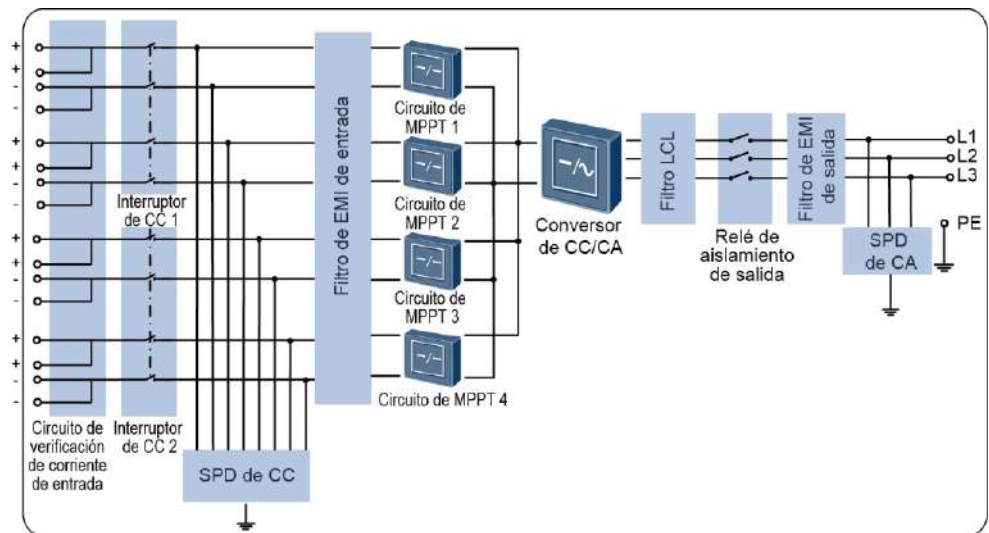 +
+
-
-
+
+
-
-
+
+
-
-
+
+
-
-
Circuito de
verificación
de corriente
de entrada
Interruptor
de CC 1
Interruptor
de CC 2
SPD de CC
Filtro de EMI de entrada
Circuito de
MPPT 1
Circuito de
MPPT 2
Circuito de
MPPT 3
Circuito de MPPT 4
Conversor
de CC/CA
Filtro LCL
Relé de
aislamiento
de salida
Filtro de EMI
de salida
L1
L2
L3
PE
SPD
de CA